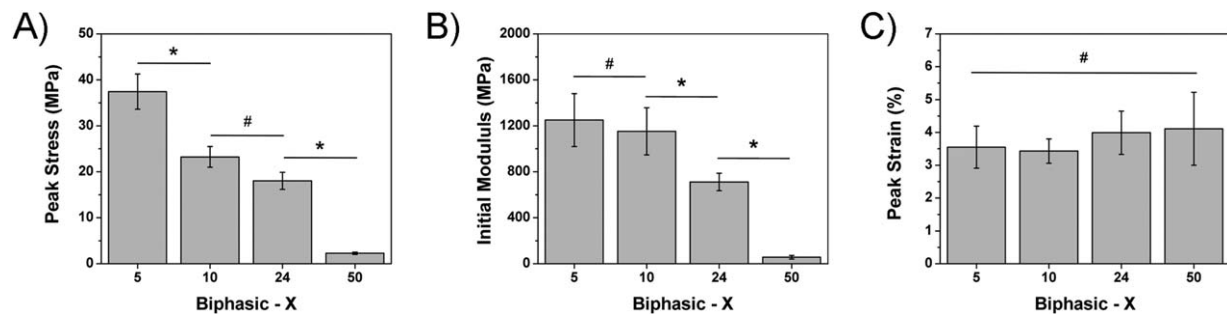 A)
Peak Stress (MPa)
50
40
30
20
10
0
*
#
*
5 10 24 50
Biphasic - X
B)
Initial Modululs (MPa)
2000
1600
1200
800
400
0
#
*
*
5 10 24 50
Biphasic - X
C)
Peak Strain (%)
7
6
5
4
3
2
1
0
#
5 10 24 50
Biphasic - X